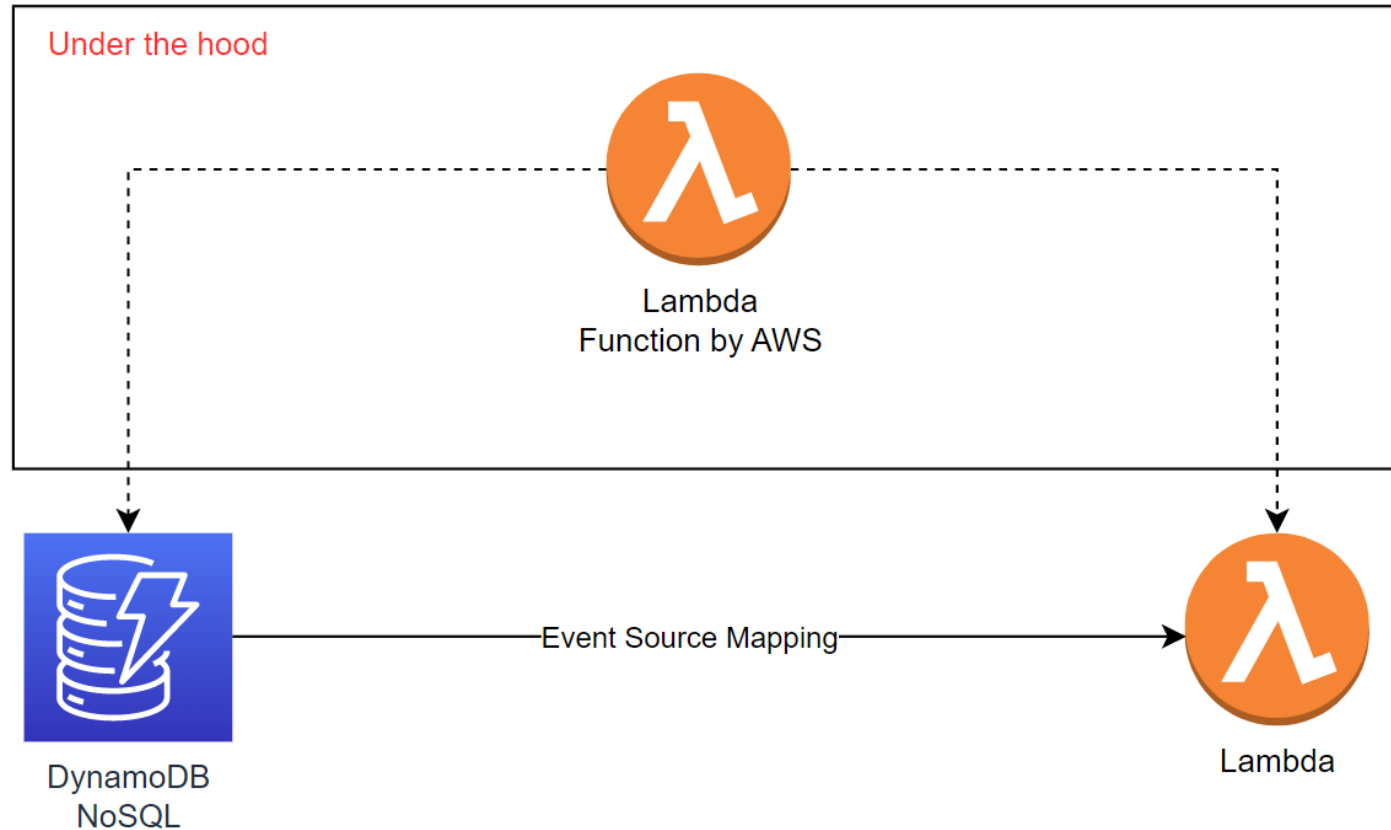 Under the hood
Lambda
Function by AWS
Event Source Mapping
DynamoDB
NoSQL
Lambda